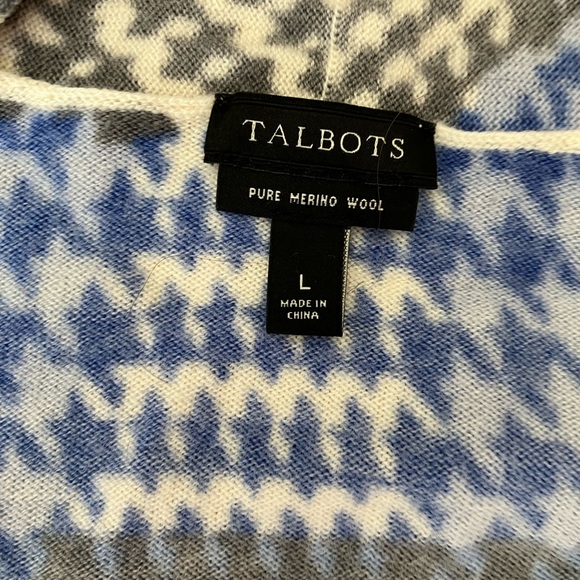 TALBOTS
PURE MERINO WOOL
L
MADE IN
CHINA